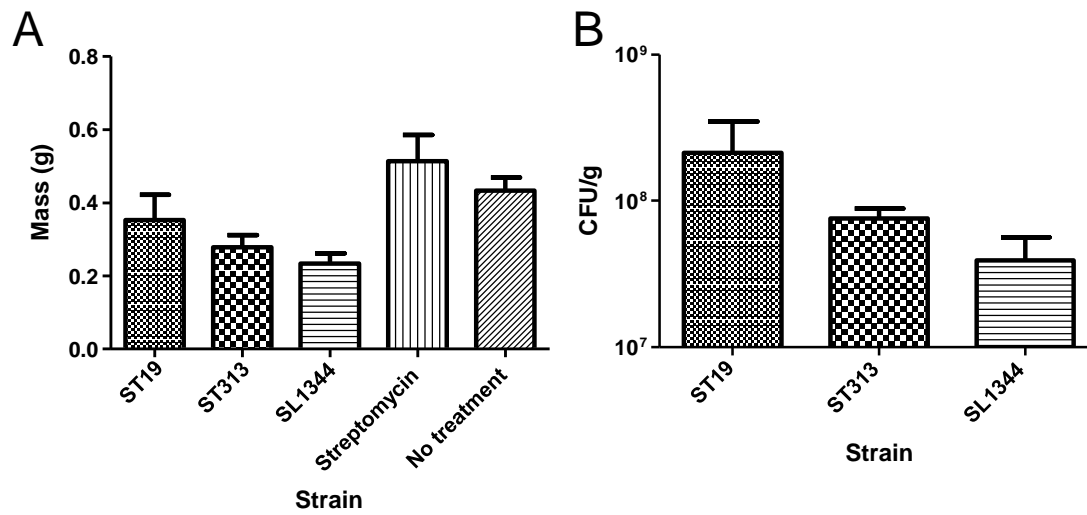 A
Mass (g)
0.8
0.6
0.4
0.2
0.0
ST19
ST313
SL1344
Streptomycin
No treatment
Strain
B
CFU/g
10⁹
10⁸
10⁷
ST19
ST313
SL1344
Strain